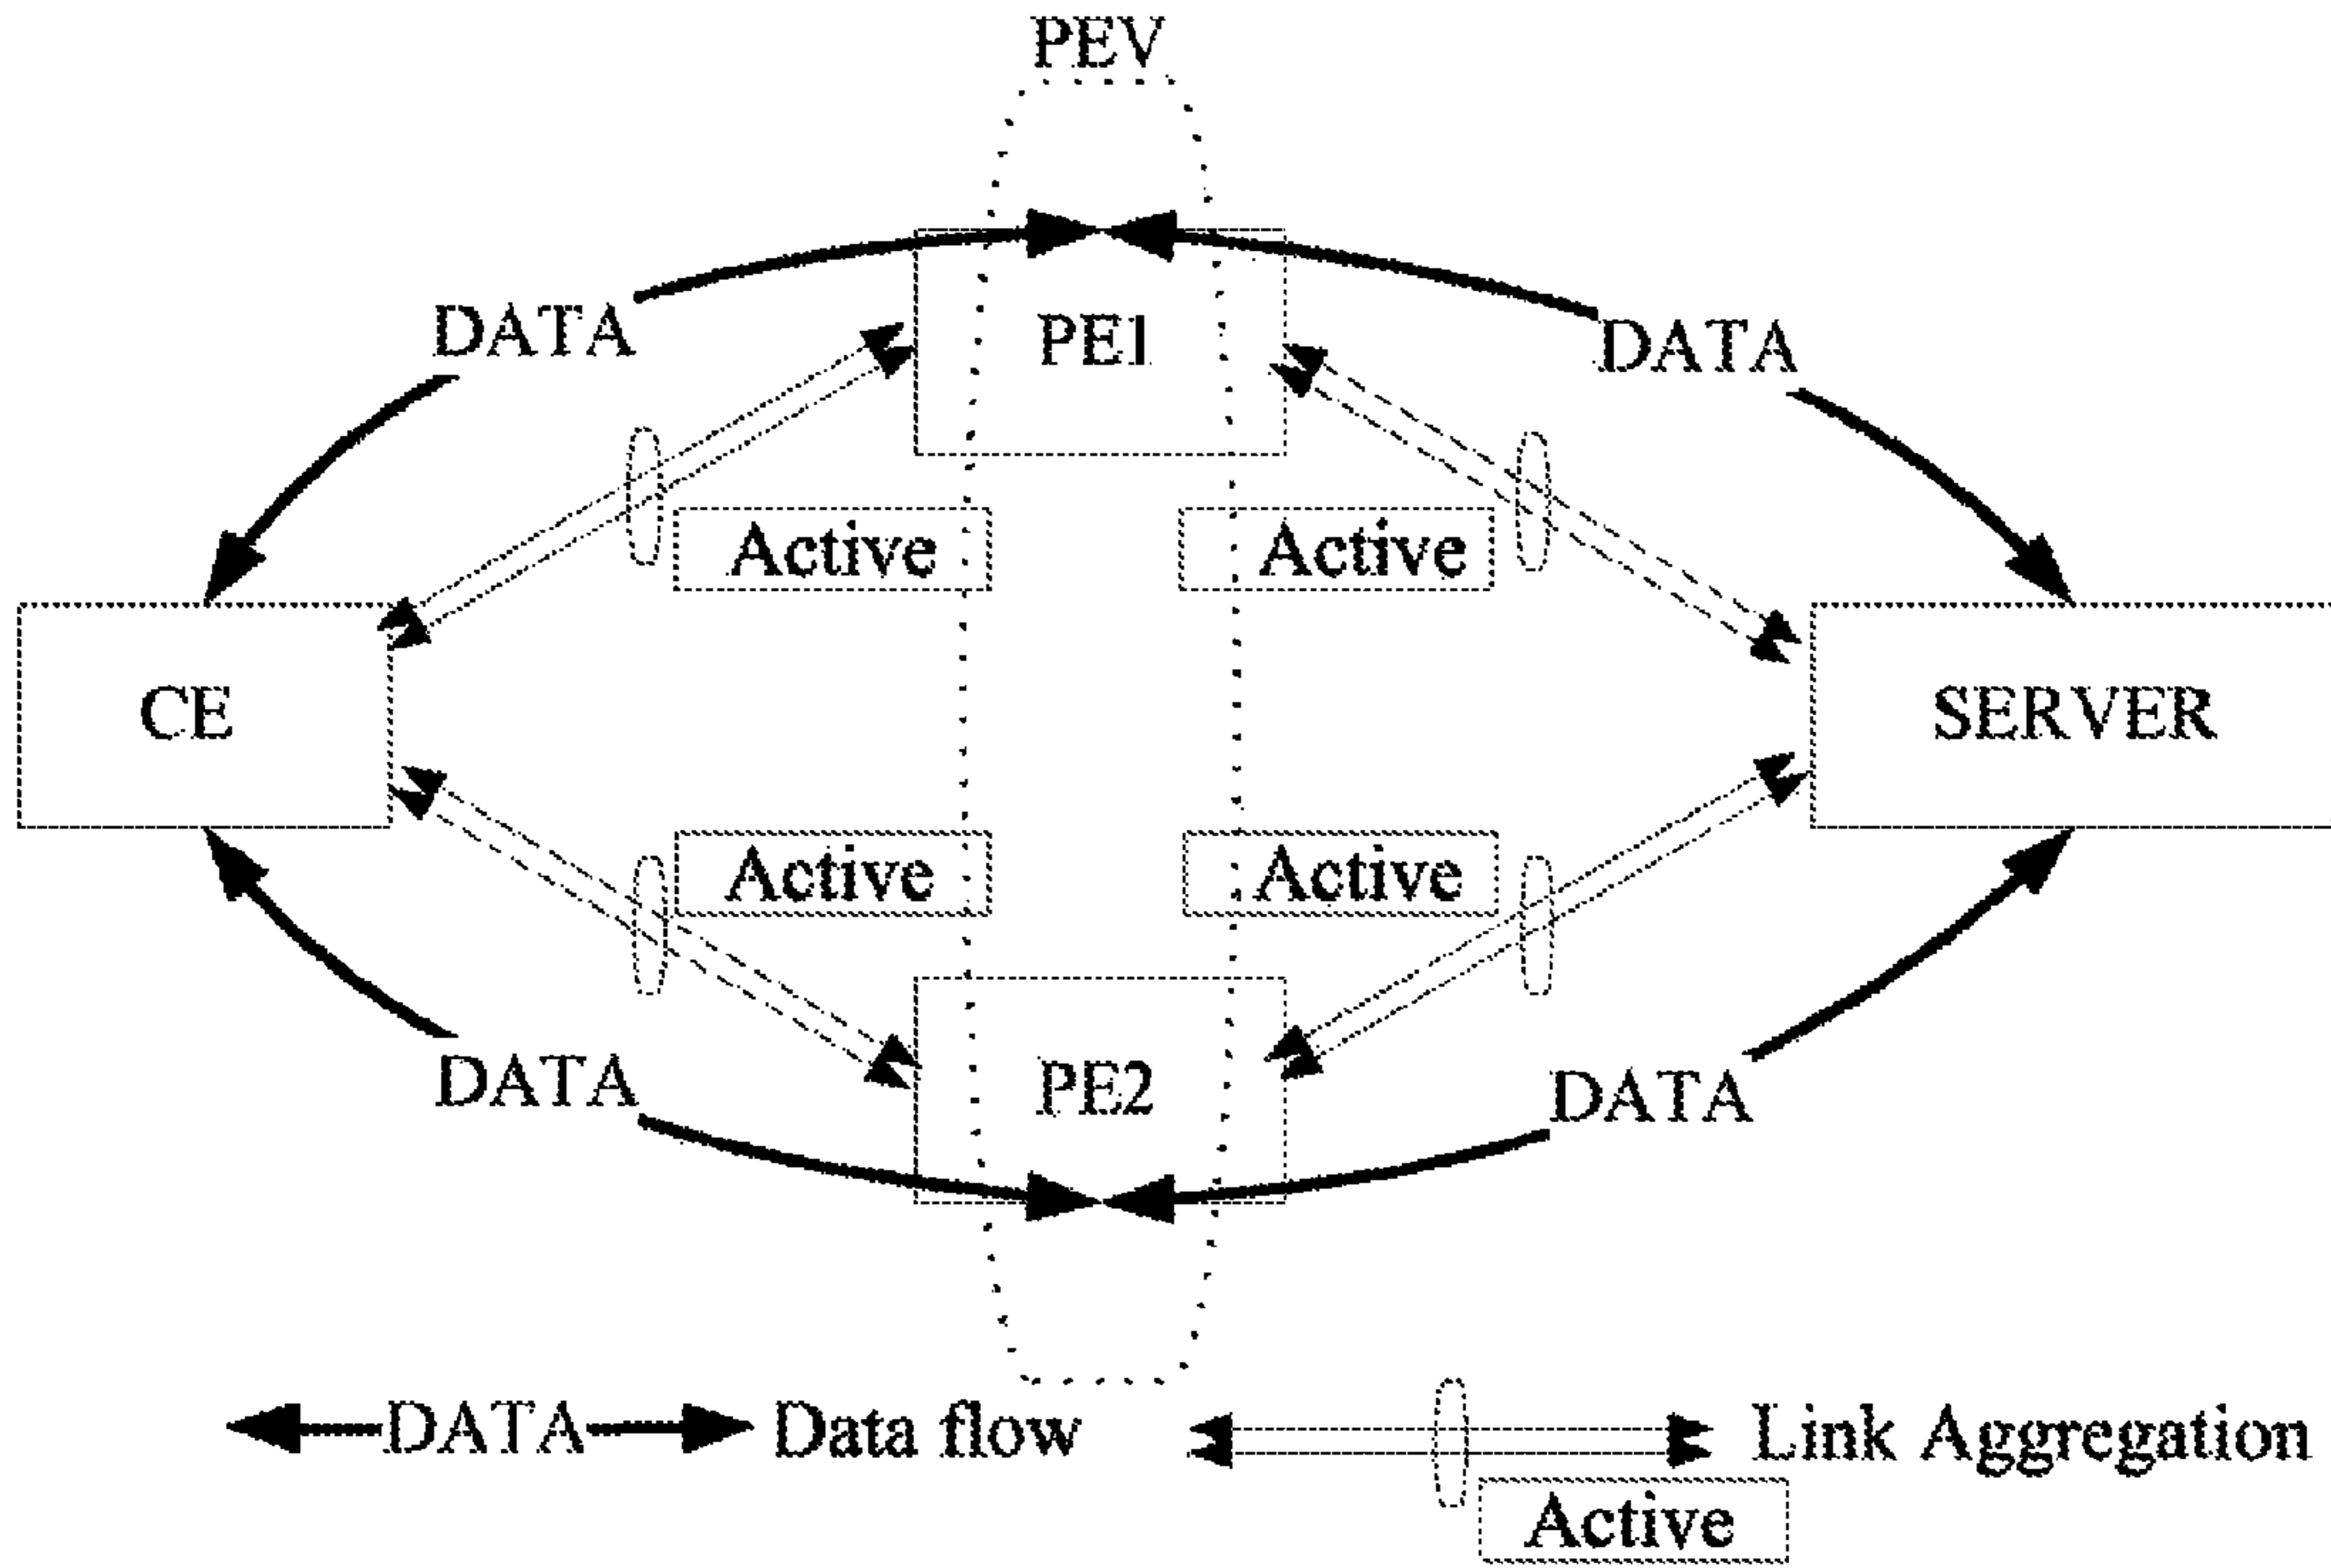 PEV
DATA
PE1
DATA
Active
Active
CE
SERVER
Active
Active
DATA
PE2
DATA
DATA
Data flow
Link Aggregation
Active